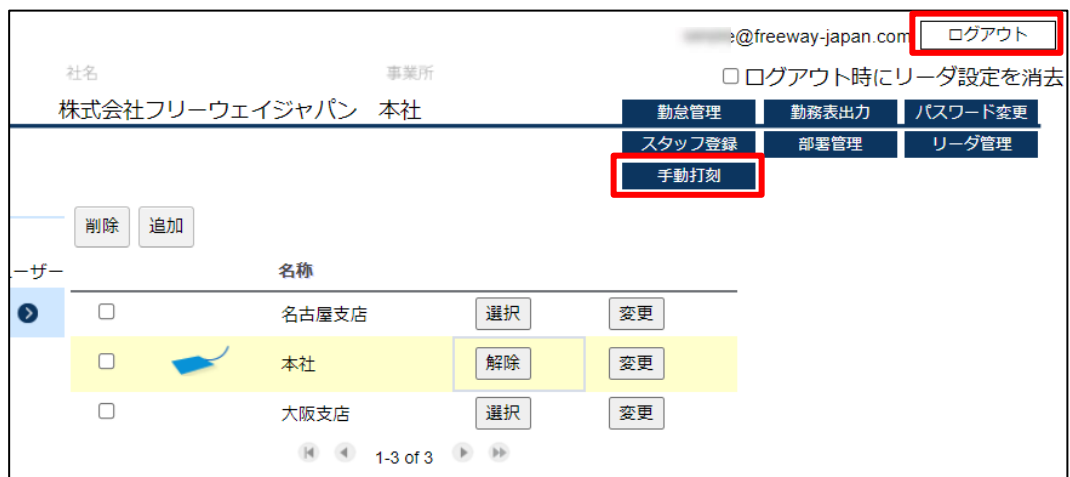 @freeway-japan.com ログアウト
社名 事業所 ログアウト時にリーダ設定を消去
株式会社フリーウェイジャパン 本社 勤怠管理 勤務表出力 パスワード変更
スタッフ登録 部署管理 リーダ管理
手動打刻
削除 追加
ーザー 名称
名古屋支店 選択 変更
本社 解除 変更
大阪支店 選択 変更
1-3 of 3